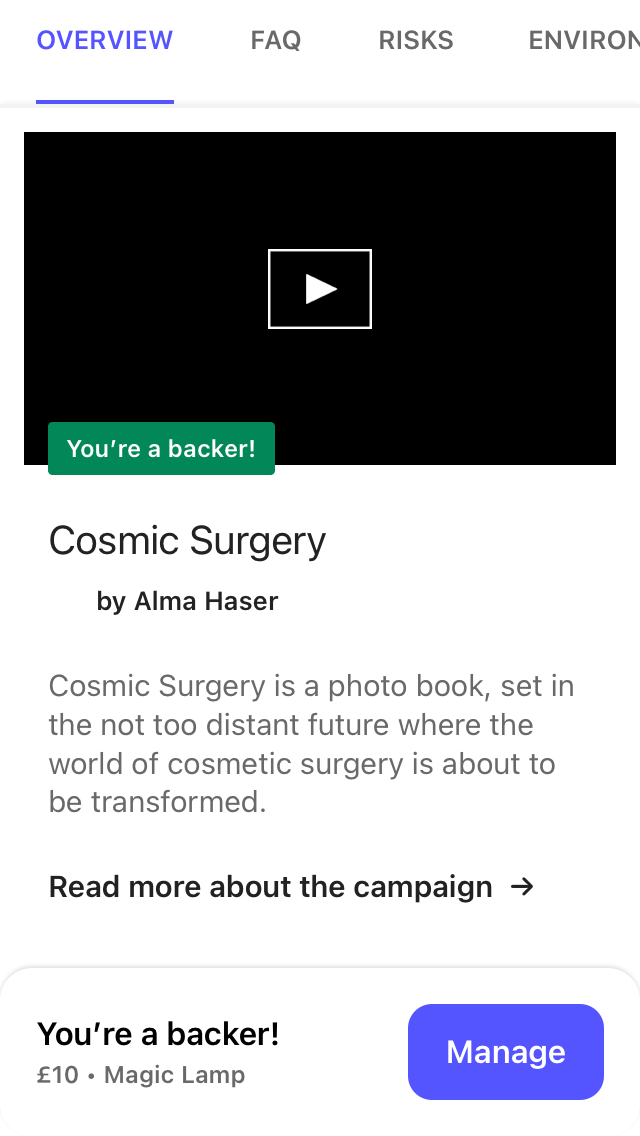 OVERVIEW FAQ RISKS ENVIRON
You’re a backer!
Cosmic Surgery
by Alma Haser
Cosmic Surgery is a photo book, set in
the not too distant future where the
world of cosmetic surgery is about to
be transformed.
Read more about the campaign →
You’re a backer!
£10 • Magic Lamp
Manage